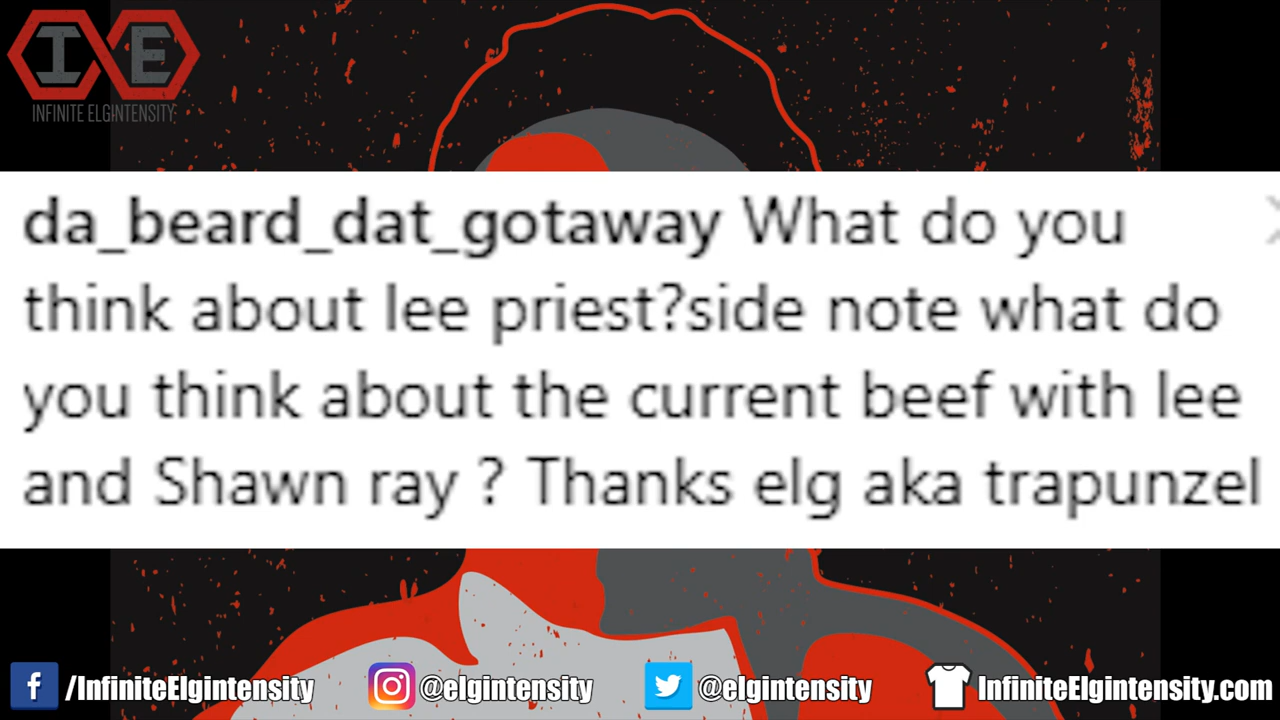 IE
INFINITE ELGINTENSITY
da_beard_dat_gotaway What do you
think about lee priest?side note what do
you think about the current beef with lee
and Shawn ray ? Thanks elg aka trapunzel
f /InfiniteElgintensity
@elgintensity
@elgintensity
InfiniteElgintensity.com